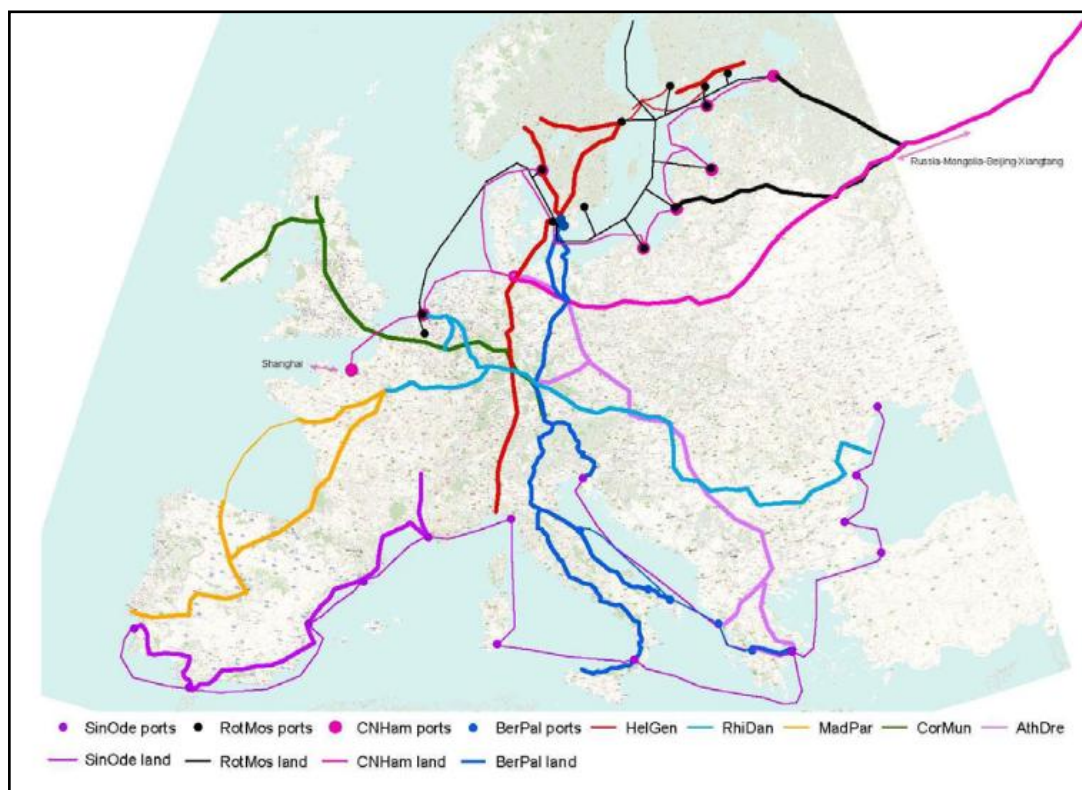 Russia-Mongolia-Beijing-Xiangtang
Shanghai
SinOde ports RotMos ports CNHam ports BerPal ports HelGen RhiDan MadPar CorMun AthDre
SinOde land RotMos land CNHam land BerPal land